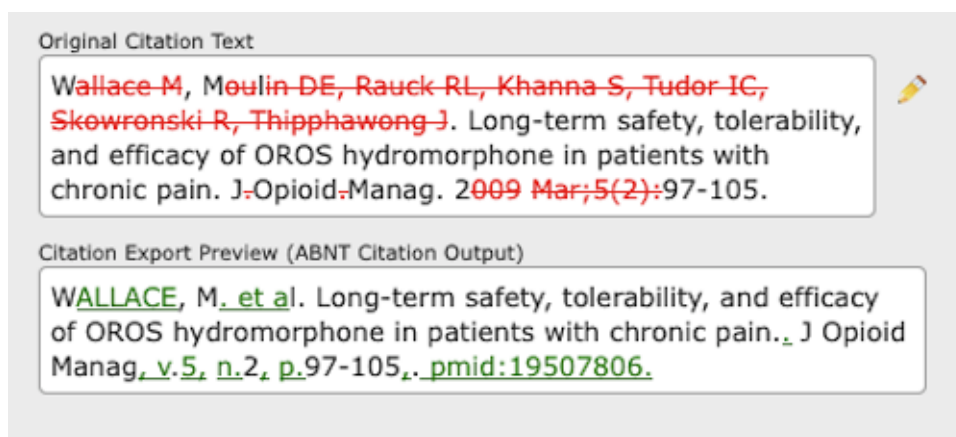 Original Citation Text
Wallace M, Moulin DE, Rauck RL, Khanna S, Tudor IC,
Skowronski R, Thipphawong J. Long-term safety, tolerability,
and efficacy of OROS hydromorphone in patients with
chronic pain. J.Opioid.Manag. 2009 Mar;5(2):97-105.
Citation Export Preview (ABNT Citation Output)
WALLACE, M. et al. Long-term safety, tolerability, and efficacy
of OROS hydromorphone in patients with chronic pain.. J Opioid
Manag, v.5, n.2, p.97-105,. pmid:19507806.